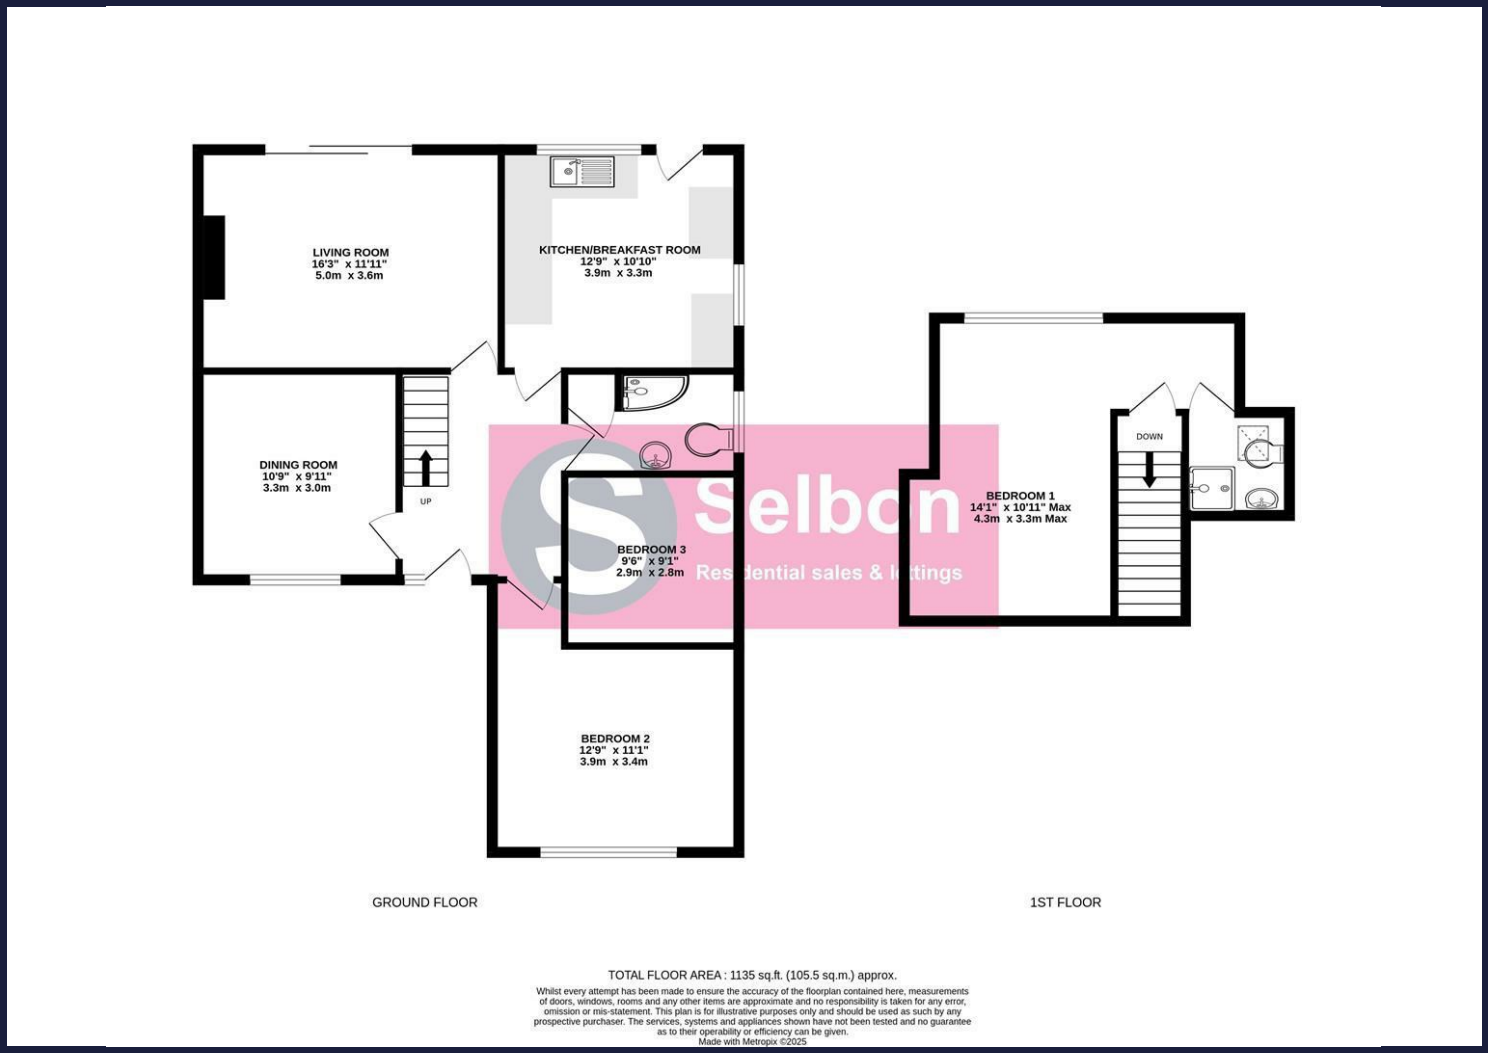 LIVING ROOM
16'3" x 11'11"
5.0m x 3.6m
KITCHEN/BREAKFAST ROOM
12'9" x 10'10"
3.9m x 3.3m
DINING ROOM
10'9" x 9'11"
3.3m x 3.0m
UP
BEDROOM 3
9'6" x 9'1"
2.9m x 2.8m
BEDROOM 2
12'9" x 11'1"
3.9m x 3.4m
DOWN
BEDROOM 1
14'1" x 10'11" Max
4.3m x 3.3m Max
S
Selbon
Residential sales & lettings
GROUND FLOOR
1ST FLOOR
TOTAL FLOOR AREA : 1135 sq.ft. (105.5 sq.m.) approx.
Whilst every attempt has been made to ensure the accuracy of the floorplan contained here, measurements
of doors, windows, rooms and any other items are approximate and no responsibility is taken for any error,
omission or mis-statement. This plan is for illustrative purposes only and should be used as such by any
prospective purchaser. The services, systems and appliances shown have not been tested and no guarantee
as to their operability or efficiency can be given.
Made with Metropix ©2025